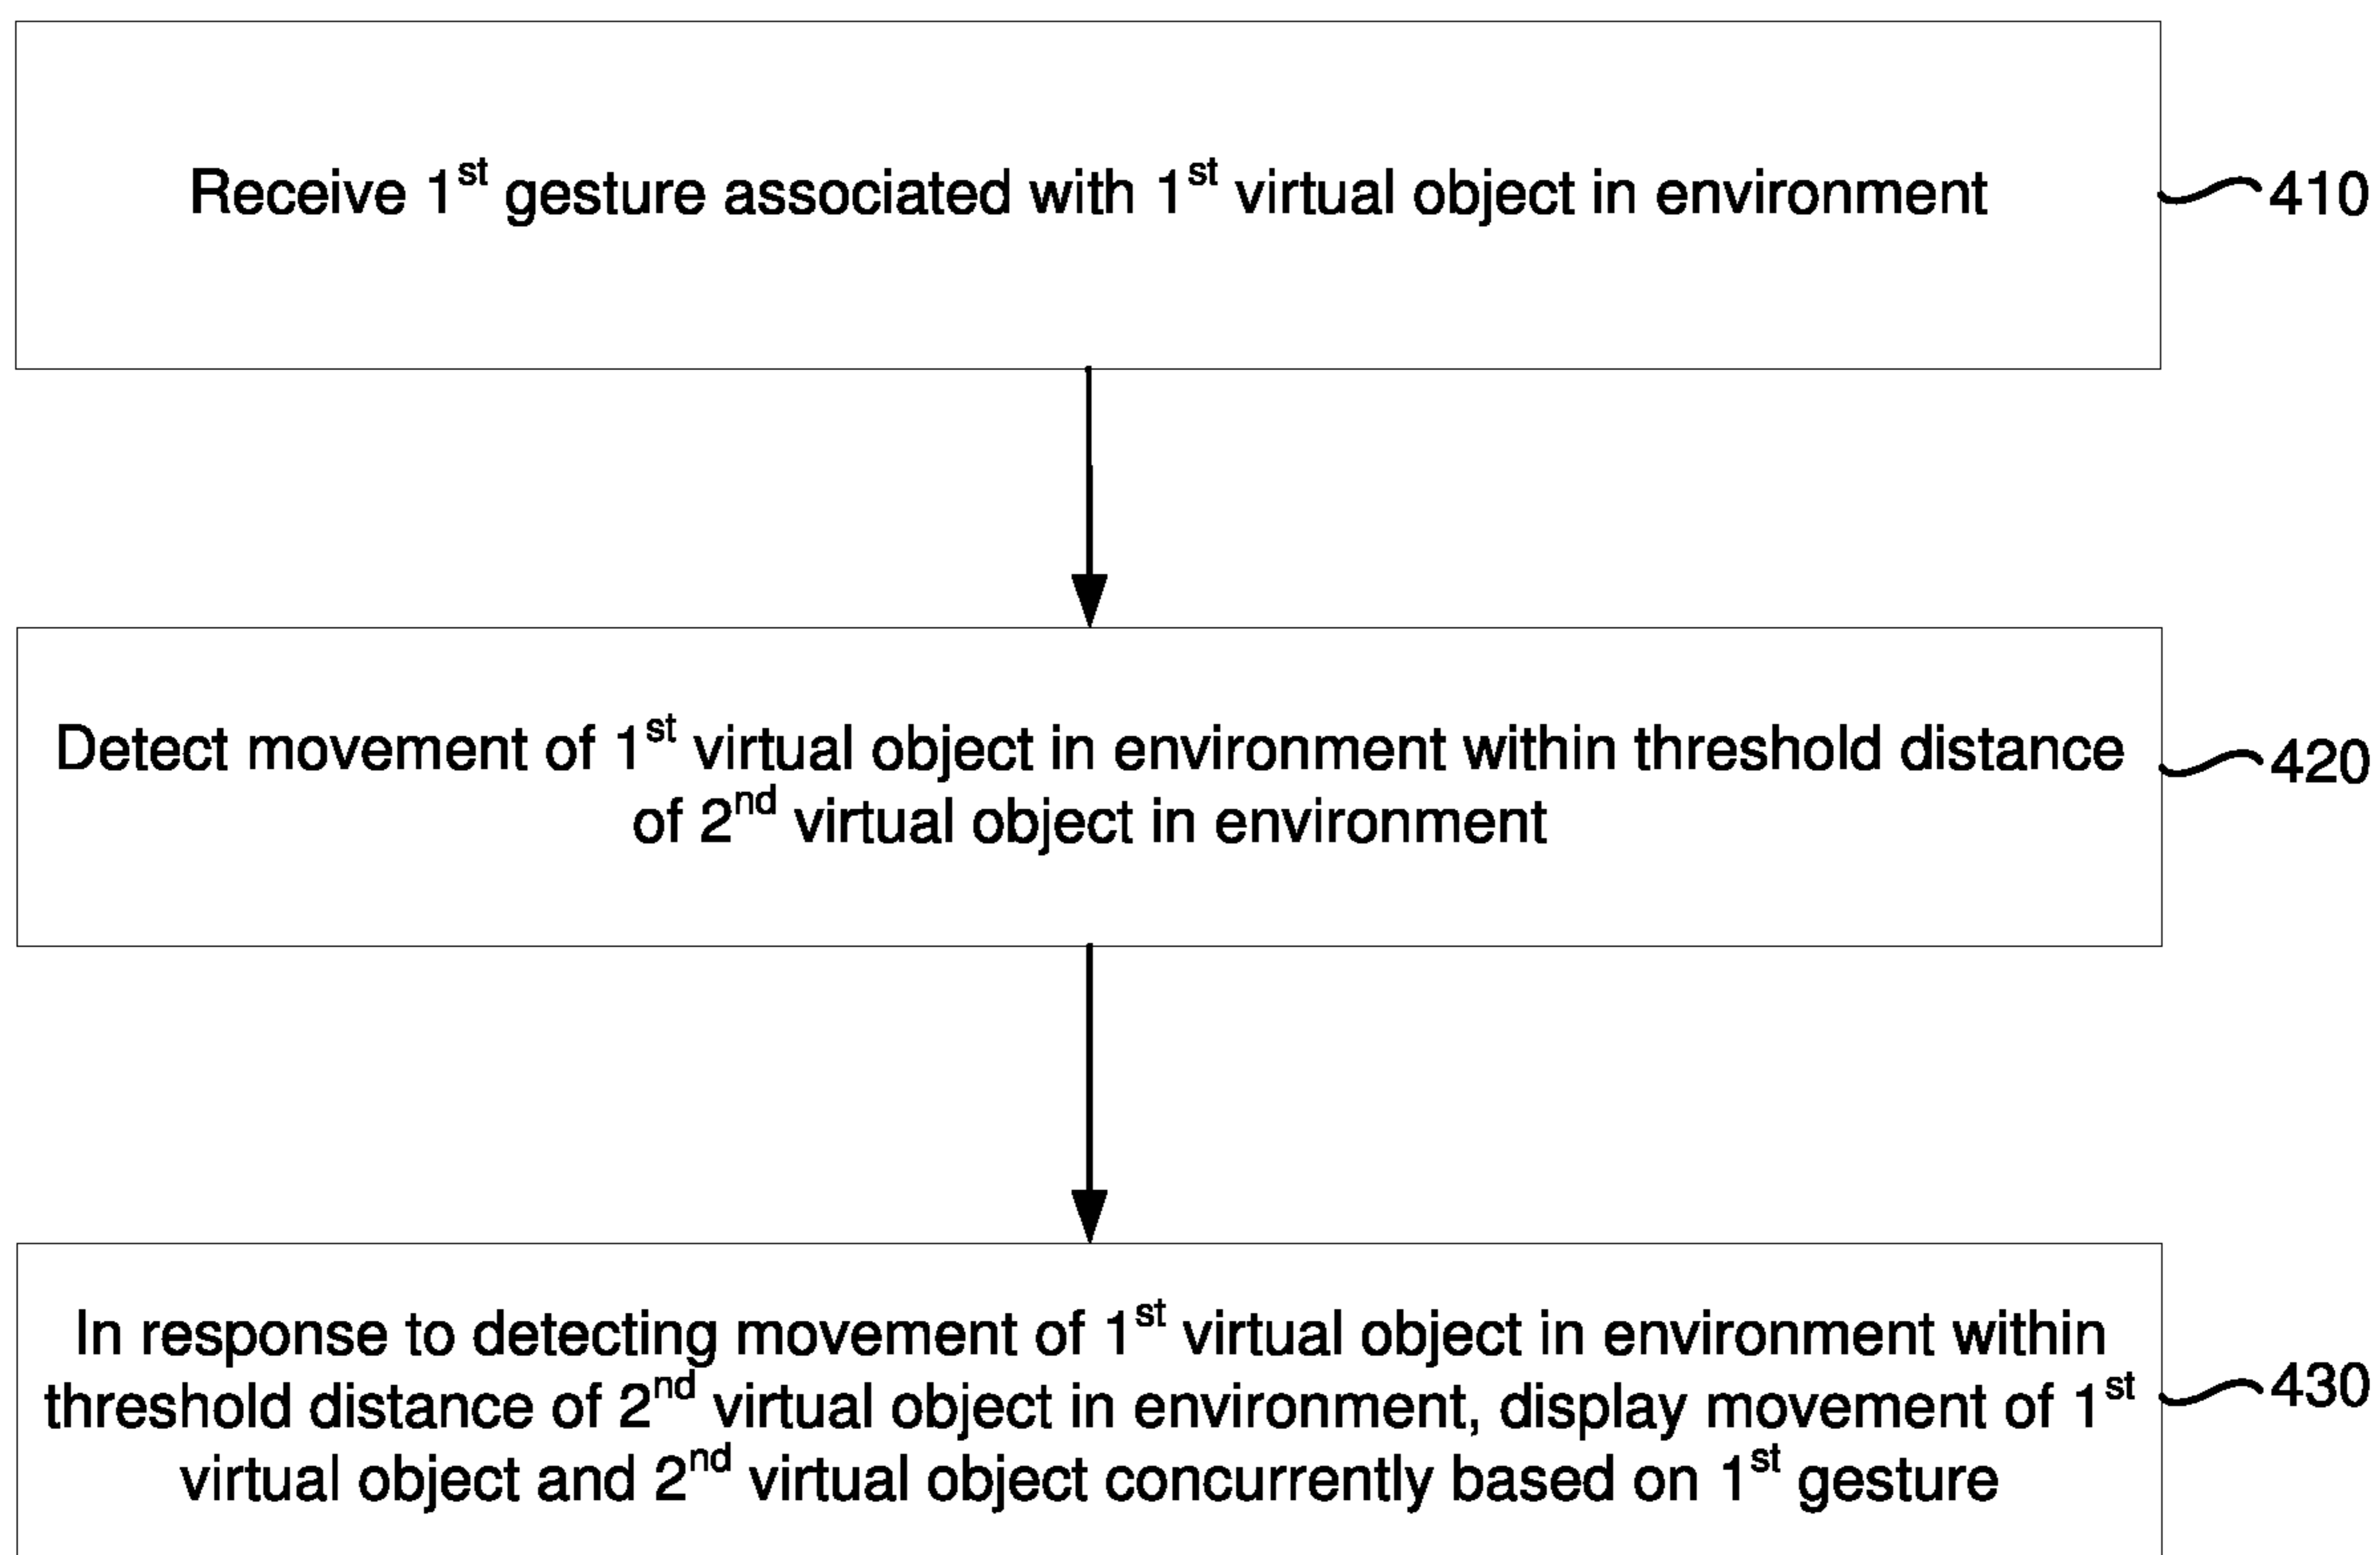 Receive 1st gesture associated with 1st virtual object in environment
410
Detect movement of 1st virtual object in environment within threshold distance
of 2nd virtual object in environment
420
In response to detecting movement of 1st virtual object in environment within
threshold distance of 2nd virtual object in environment, display movement of 1st
virtual object and 2nd virtual object concurrently based on 1st gesture
430